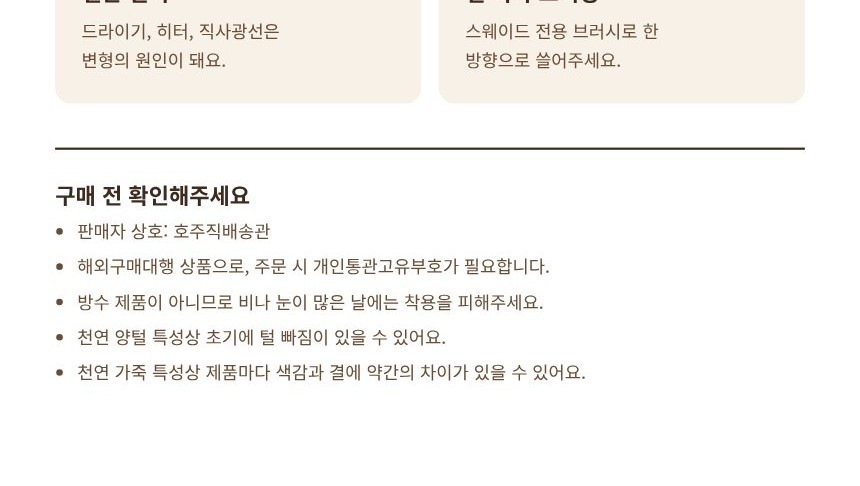 드라이기, 히터, 직사광선은
변형의 원인이 돼요.
스웨이드 전용 브러시로 한
방향으로 쓸어주세요.
구매 전 확인해주세요
• 판매자 상호: 호주직배송관
• 해외구매대행 상품으로, 주문 시 개인통관고유부호가 필요합니다.
• 방수 제품이 아니므로 비나 눈이 많은 날에는 착용을 피해주세요.
• 천연 양털 특성상 초기에 털 빠짐이 있을 수 있어요.
• 천연 가죽 특성상 제품마다 색감과 결에 약간의 차이가 있을 수 있어요.